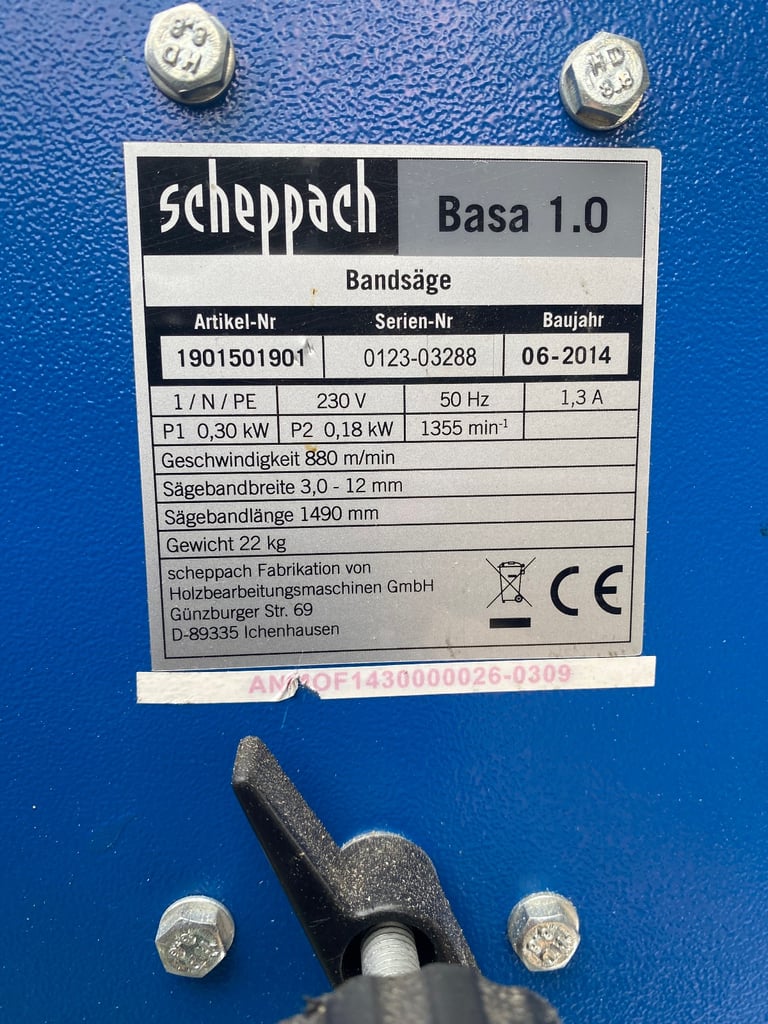 HD
8.8
HD
8.8
scheppach Basa 1.0
Bandsäge
Artikel-Nr Serien-Nr Baujahr
1901501901 0123-03288 06-2014
1 / N / PE 230 V 50 Hz 1,3 A
P1 0,30 kW P2 0,18 kW 1355 min⁻¹
Geschwindigkeit 880 m/min
Sägebandbreite 3,0 - 12 mm
Sägebandlänge 1490 mm
Gewicht 22 kg
scheppach Fabrikation von
Holzbearbeitungsmaschinen GmbH
Günzburger Str. 69
D-89335 Ichenhausen
CE